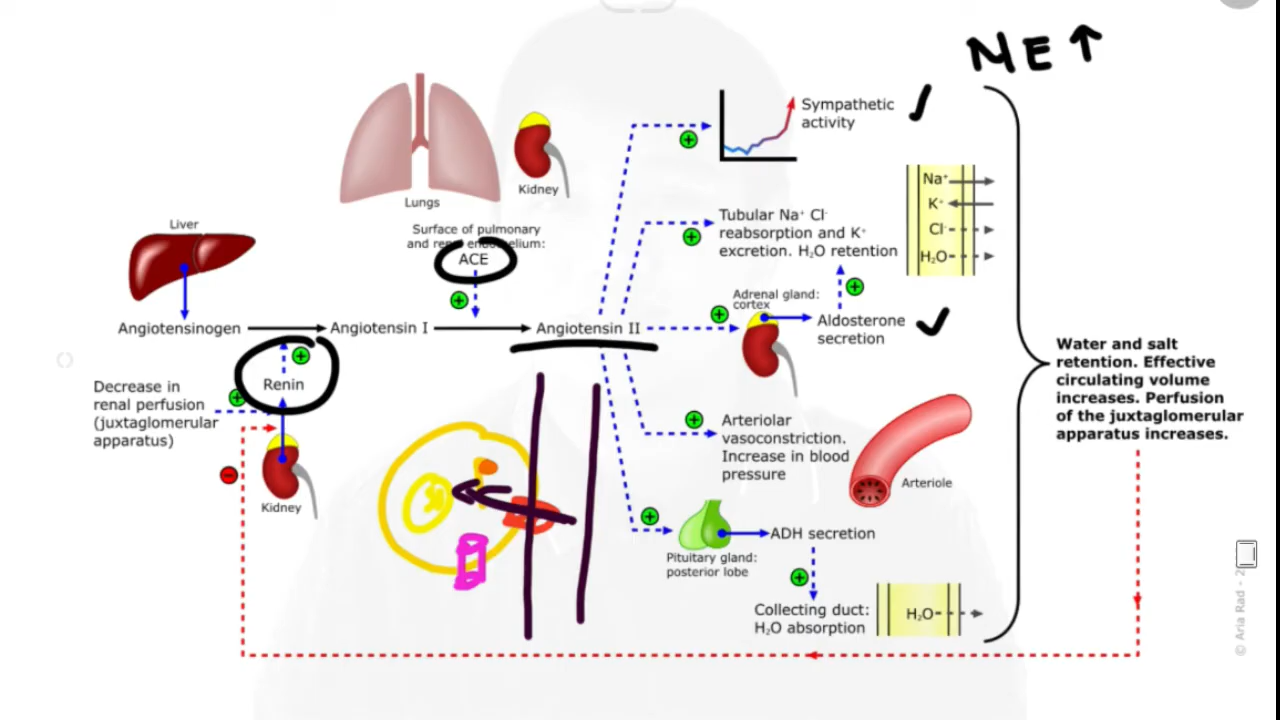 NE ↑
Sympathetic
activity
Lungs
Kidney
Liver
Surface of pulmonary
and renal endothelium:
ACE
Tubular Na⁺ Cl⁻
reabsorption and K⁺
excretion. H₂O retention
Na⁺
K⁺
Cl⁻
H₂O
Adrenal gland:
cortex
Angiotensinogen
Angiotensin I
Angiotensin II
Aldosterone
secretion
Renin
Decrease in
renal perfusion
(juxtaglomerular
apparatus)
Kidney
Arteriolar
vasoconstriction.
Increase in blood
pressure
Arteriole
Water and salt
retention. Effective
circulating volume
increases. Perfusion
of the juxtaglomerular
apparatus increases.
Pituitary gland:
posterior lobe
ADH secretion
Collecting duct:
H₂O absorption
H₂O
© Aria Rad - 2